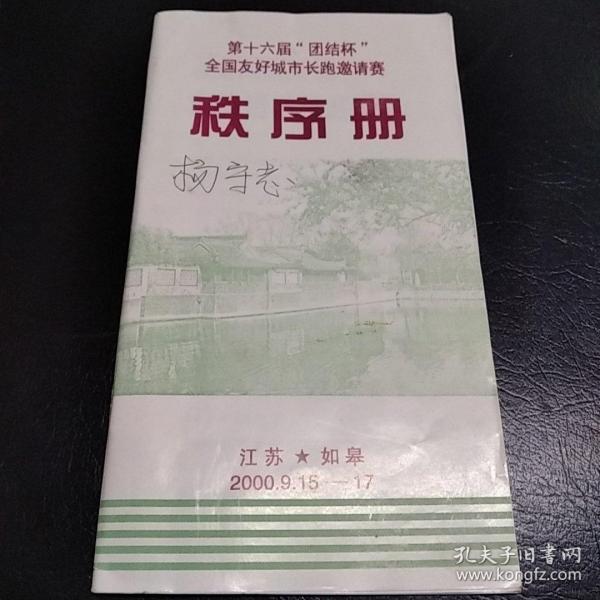 第十六届“团结杯”
全国友好城市长跑邀请赛
秩序册
杨守志
江苏★如皋
2000.9.15—17
孔夫子旧书网
www.kongfz.com